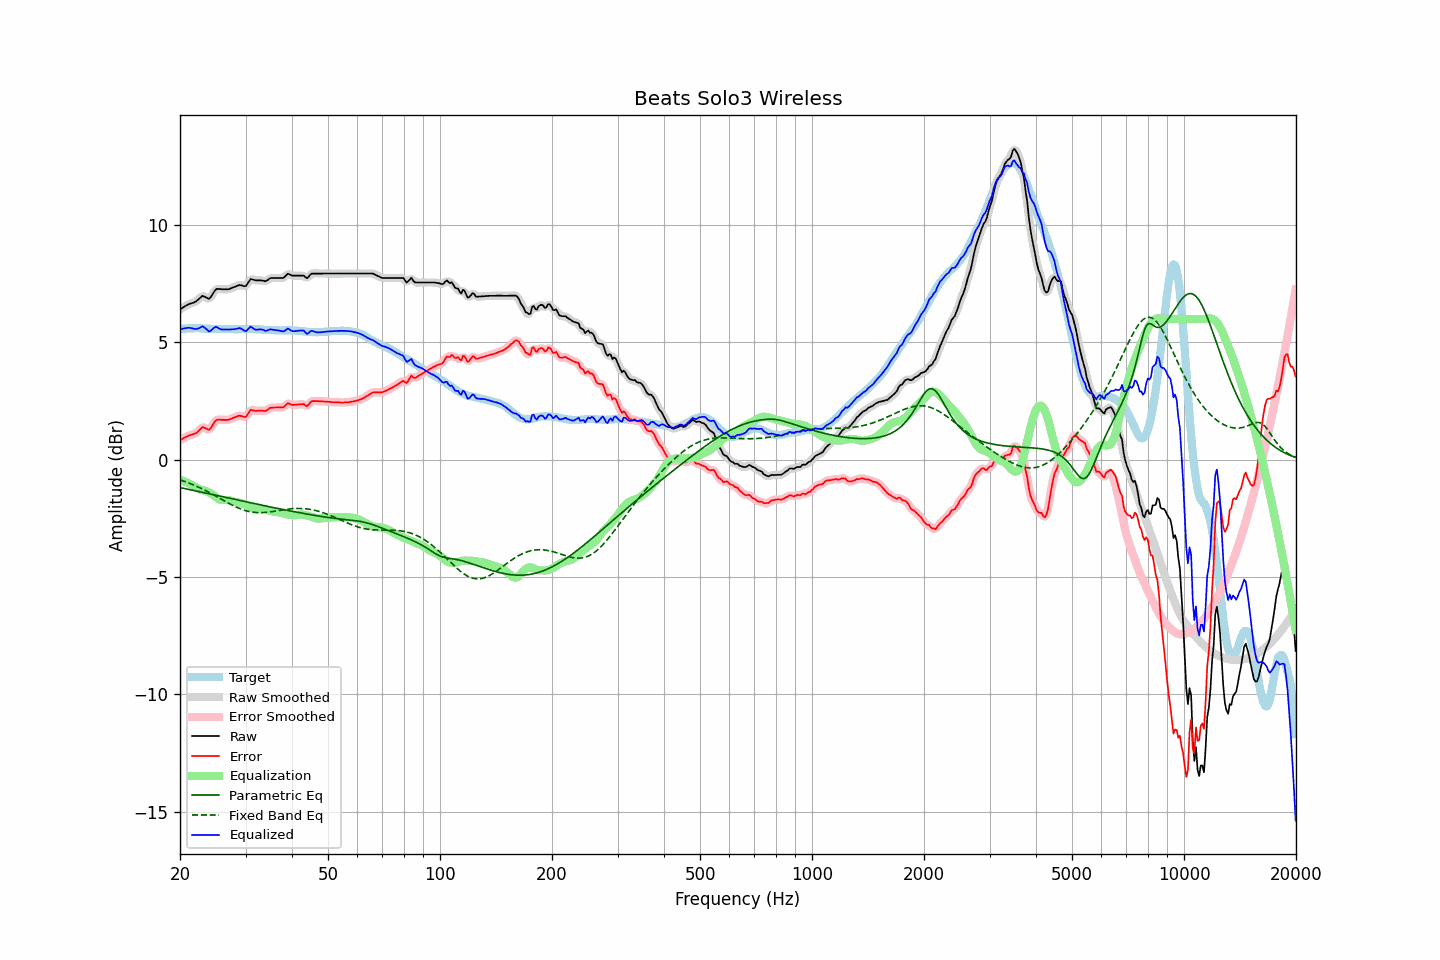 Beats Solo3 Wireless
Amplitude (dBr)
10
5
0
−5
−10
−15
Target
Raw Smoothed
Error Smoothed
Raw
Error
Equalization
Parametric Eq
Fixed Band Eq
Equalized
20 50 100 200 500 1000 2000 5000 10000 20000
Frequency (Hz)